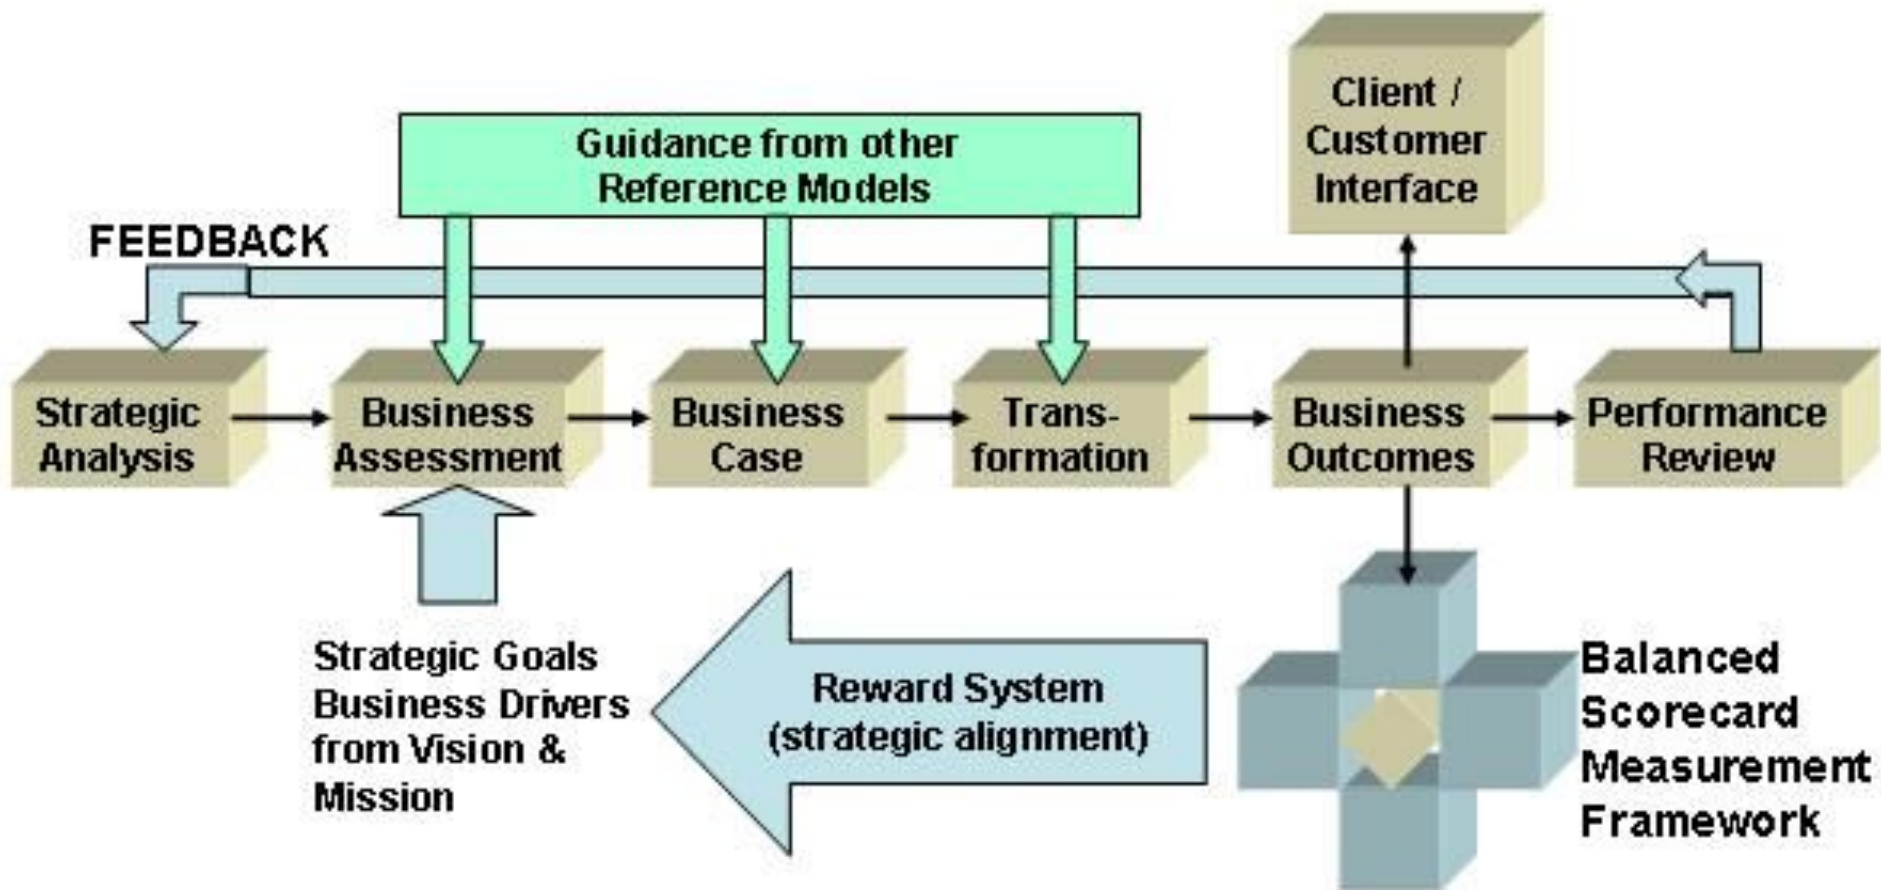 Client /
Customer
Interface
Guidance from other
Reference Models
FEEDBACK
Strategic
Analysis
Business
Assessment
Business
Case
Trans-
formation
Business
Outcomes
Performance
Review
Strategic Goals
Business Drivers
from Vision &
Mission
Reward System
(strategic alignment)
Balanced
Scorecard
Measurement
Framework